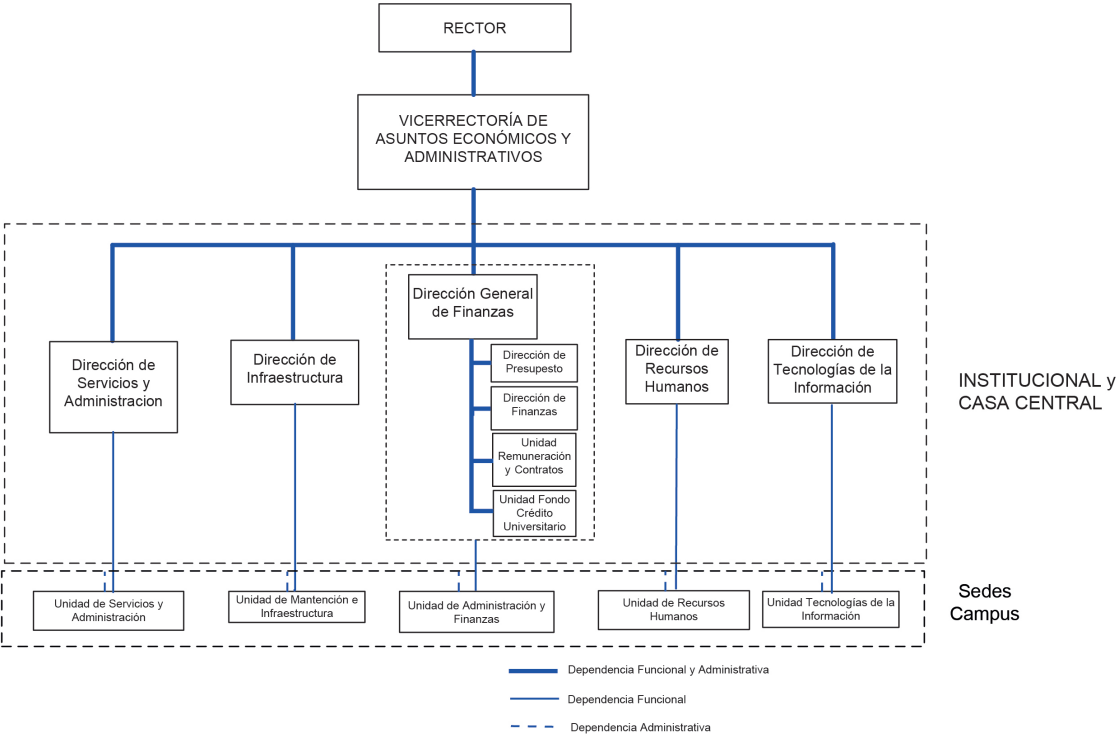 RECTOR
VICERRECTORÍA DE
ASUNTOS ECONÓMICOS Y
ADMINISTRATIVOS
Dirección de
Servicios y
Administracion
Dirección de
Infraestructura
Dirección General
de Finanzas
Dirección de
Presupesto
Dirección de
Finanzas
Unidad
Remuneración
y Contratos
Unidad Fondo
Crédito
Universitario
Dirección de
Recursos
Humanos
Dirección de
Tecnologías de la
Información
INSTITUCIONAL y
CASA CENTRAL
Unidad de Servicios y
Administración
Unidad de Mantención e
Infraestructura
Unidad de Administración y
Finanzas
Unidad de Recursos
Humanos
Unidad Tecnologías de la
Información
Sedes
Campus
Dependencia Funcional y Administrativa
Dependencia Funcional
Dependencia Administrativa